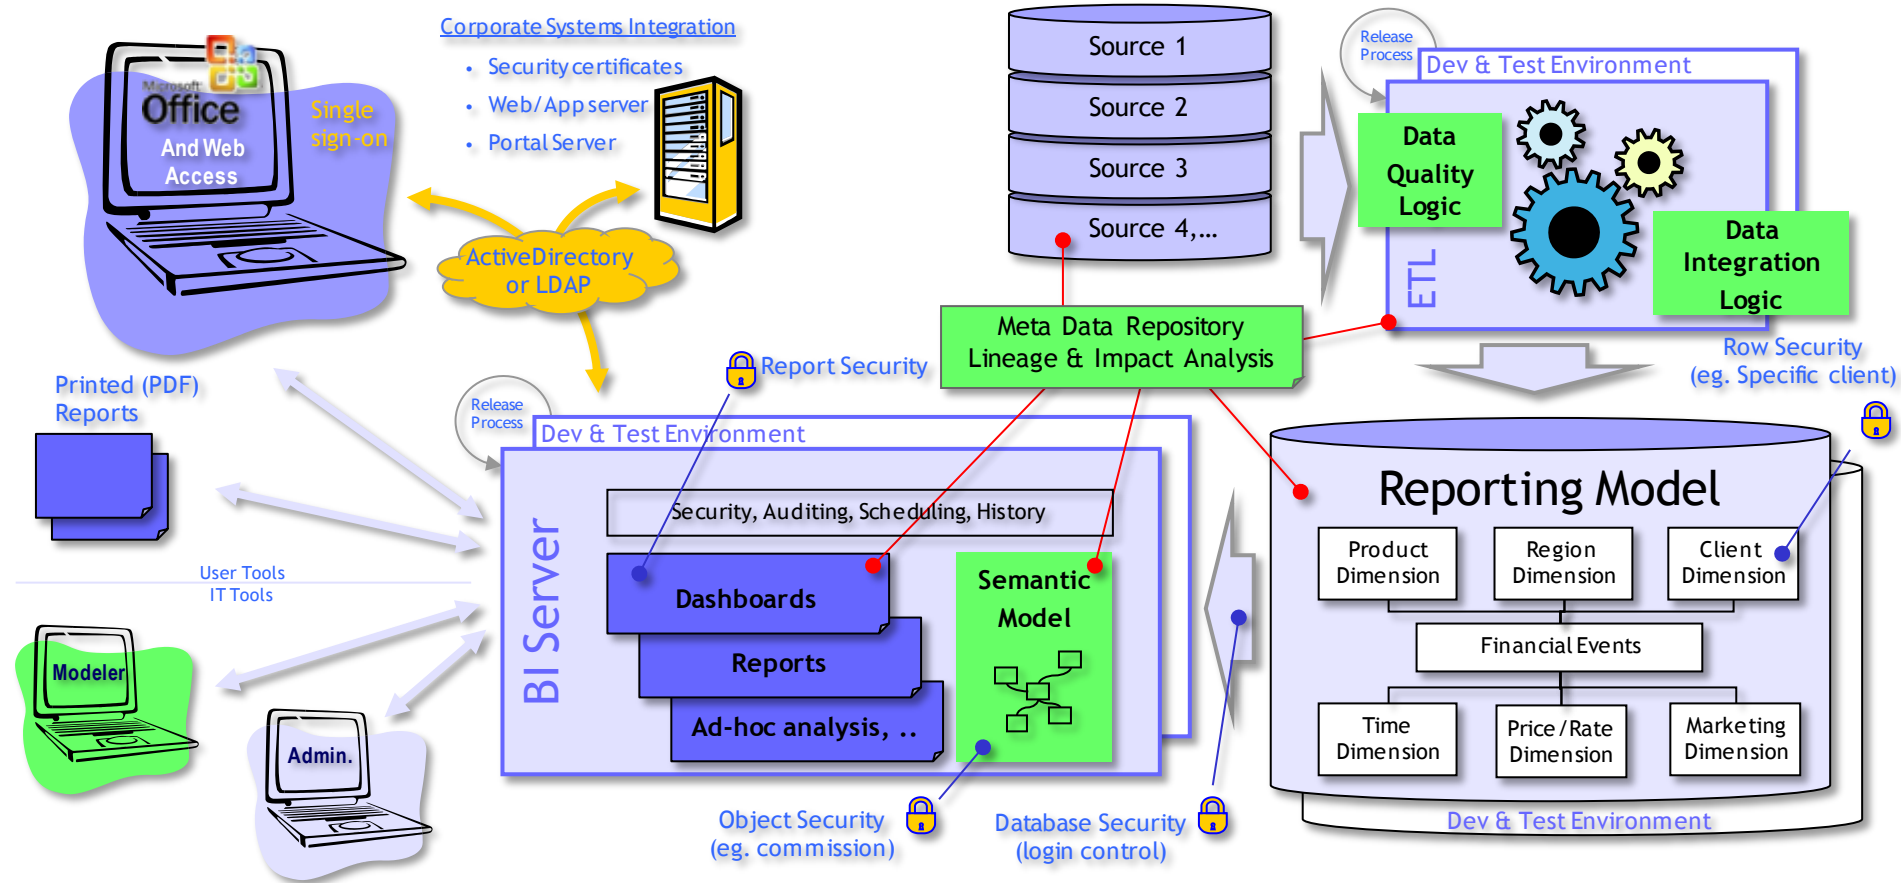 Corporate Systems Integration
• Security certificates
• Web/App server
• Portal Server
Microsoft
Office
And Web
Access
Single
sign-on
ActiveDirectory
or LDAP
Source 1
Source 2
Source 3
Source 4,...
Release
Process
Dev & Test Environment
Data
Quality
Logic
ETL
Data
Integration
Logic
Meta Data Repository
Lineage & Impact Analysis
Row Security
(eg. Specific client)
Report Security
Printed (PDF)
Reports
Release
Process
Dev & Test Environment
BI Server
Security, Auditing, Scheduling, History
Dashboards
Reports
Ad-hoc analysis, ..
Semantic
Model
Reporting Model
Product
Dimension
Region
Dimension
Client
Dimension
Financial Events
Time
Dimension
Price/Rate
Dimension
Marketing
Dimension
Dev & Test Environment
User Tools
IT Tools
Modeler
Admin.
Object Security
(eg. commission)
Database Security
(login control)